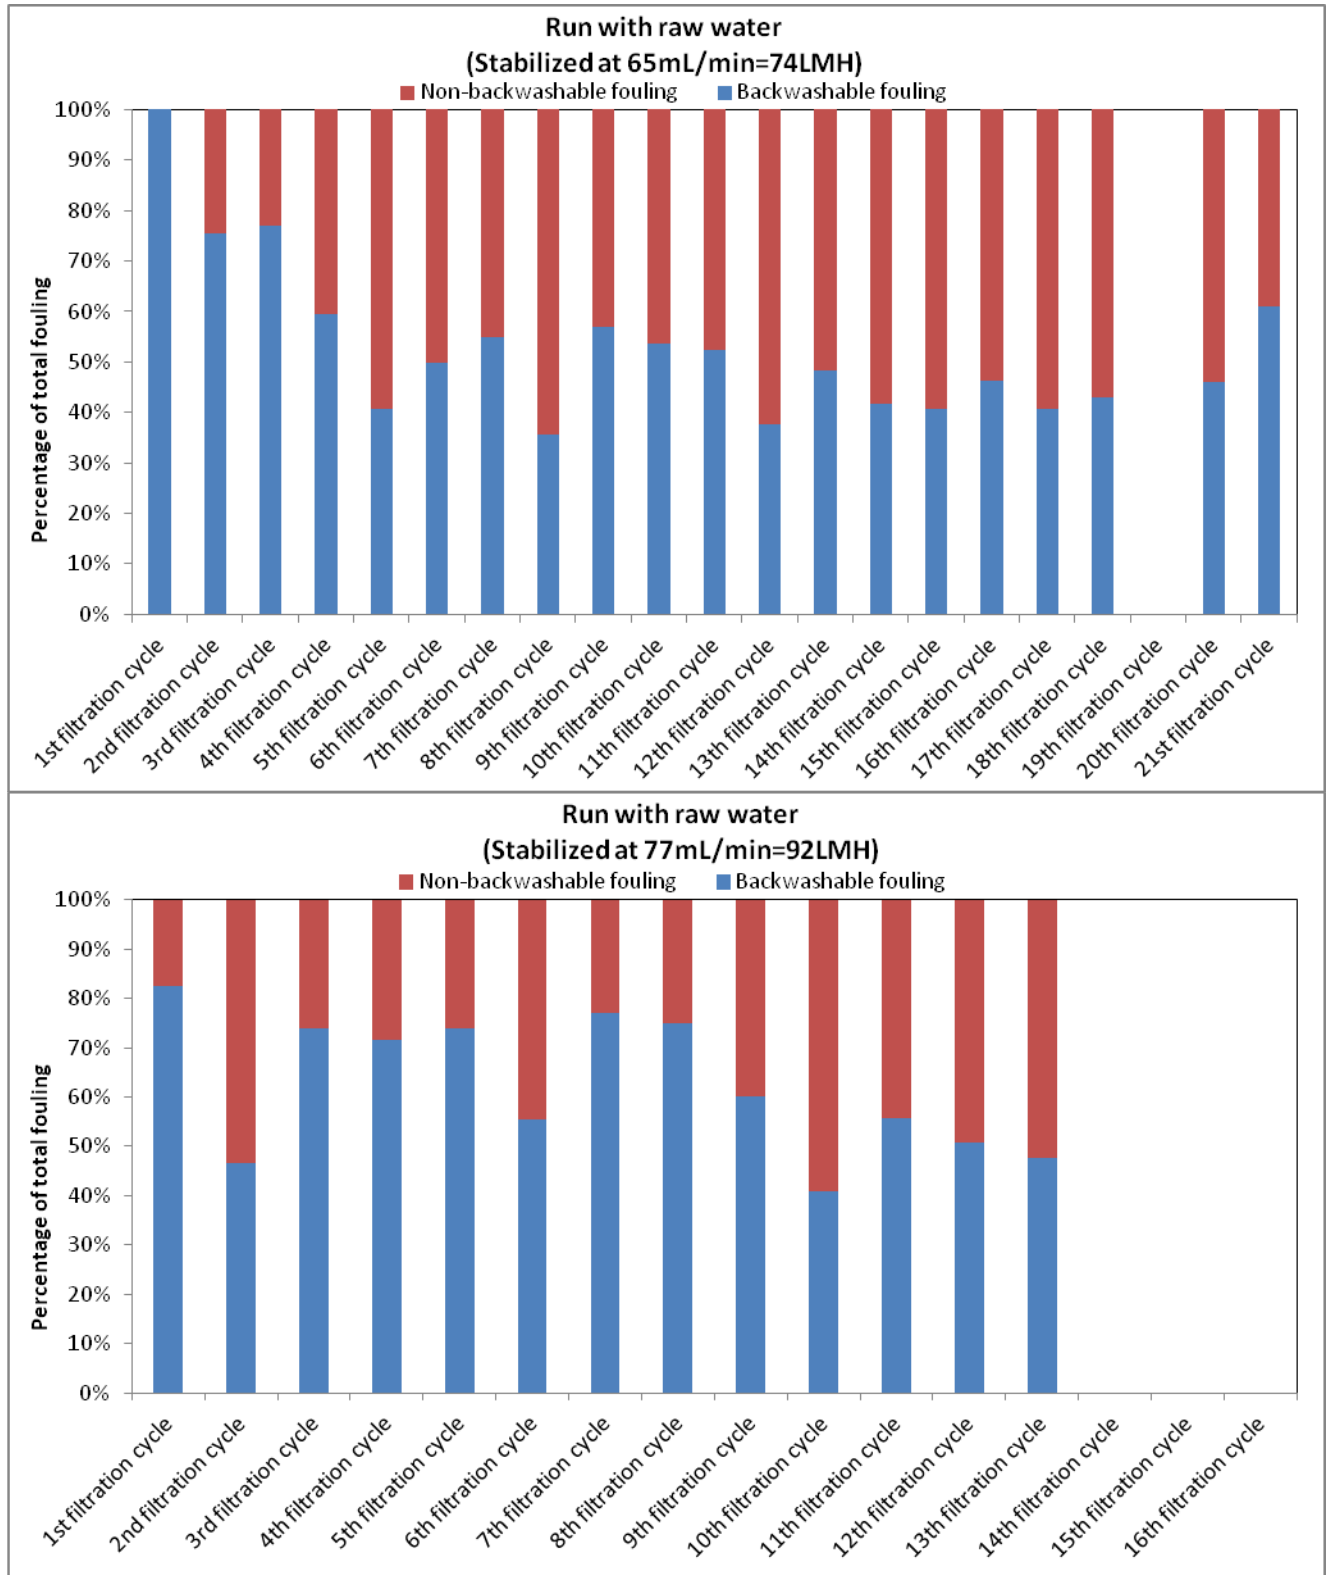 Run with raw water
(Stabilized at 65mL/min=74LMH)
Non-backwashable fouling Backwashable fouling
Percentage of total fouling
100%
90%
80%
70%
60%
50%
40%
30%
20%
10%
0%
1st filtration cycle
2nd filtration cycle
3rd filtration cycle
4th filtration cycle
5th filtration cycle
6th filtration cycle
7th filtration cycle
8th filtration cycle
9th filtration cycle
10th filtration cycle
11th filtration cycle
12th filtration cycle
13th filtration cycle
14th filtration cycle
15th filtration cycle
16th filtration cycle
17th filtration cycle
18th filtration cycle
19th filtration cycle
20th filtration cycle
21st filtration cycle
Run with raw water
(Stabilized at 77mL/min=92LMH)
Non-backwashable fouling Backwashable fouling
Percentage of total fouling
100%
90%
80%
70%
60%
50%
40%
30%
20%
10%
0%
1st filtration cycle
2nd filtration cycle
3rd filtration cycle
4th filtration cycle
5th filtration cycle
6th filtration cycle
7th filtration cycle
8th filtration cycle
9th filtration cycle
10th filtration cycle
11th filtration cycle
12th filtration cycle
13th filtration cycle
14th filtration cycle
15th filtration cycle
16th filtration cycle